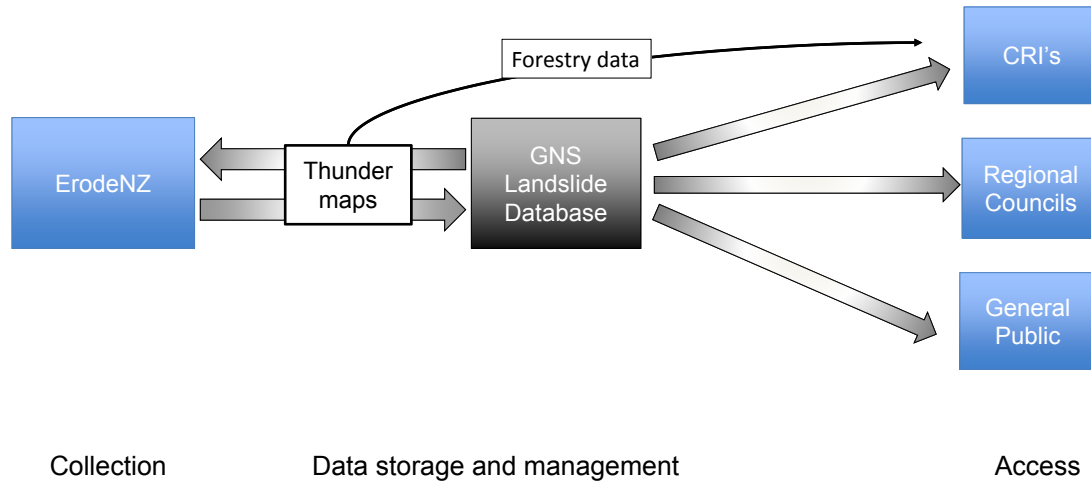 Forestry data
CRI's
ErodeNZ
Thunder
maps
GNS
Landslide
Database
Regional
Councils
General
Public
Collection
Data storage and management
Access